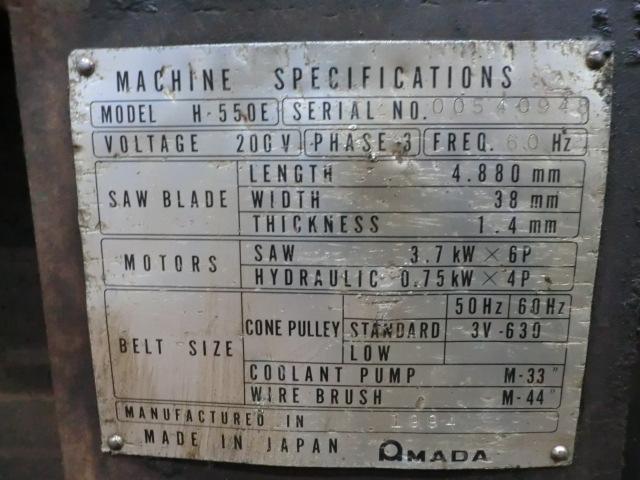 MACHINE SPECIFICATIONS
MODEL H-550E SERIAL NO. 00540948
VOLTAGE 200V PHASE-3 FREQ. 60 Hz
SAW BLADE
LENGTH 4.880 mm
WIDTH 38 mm
THICKNESS 1.4 mm
MOTORS
SAW 3.7 kW × 6P
HYDRAULIC 0.75kW × 4P
BELT SIZE
CONE PULLEY
50Hz 60Hz
STANDARD 3V-630
LOW
COOLANT PUMP M-33"
WIRE BRUSH M-44"
MANUFACTURED IN
MADE IN JAPAN AMADA